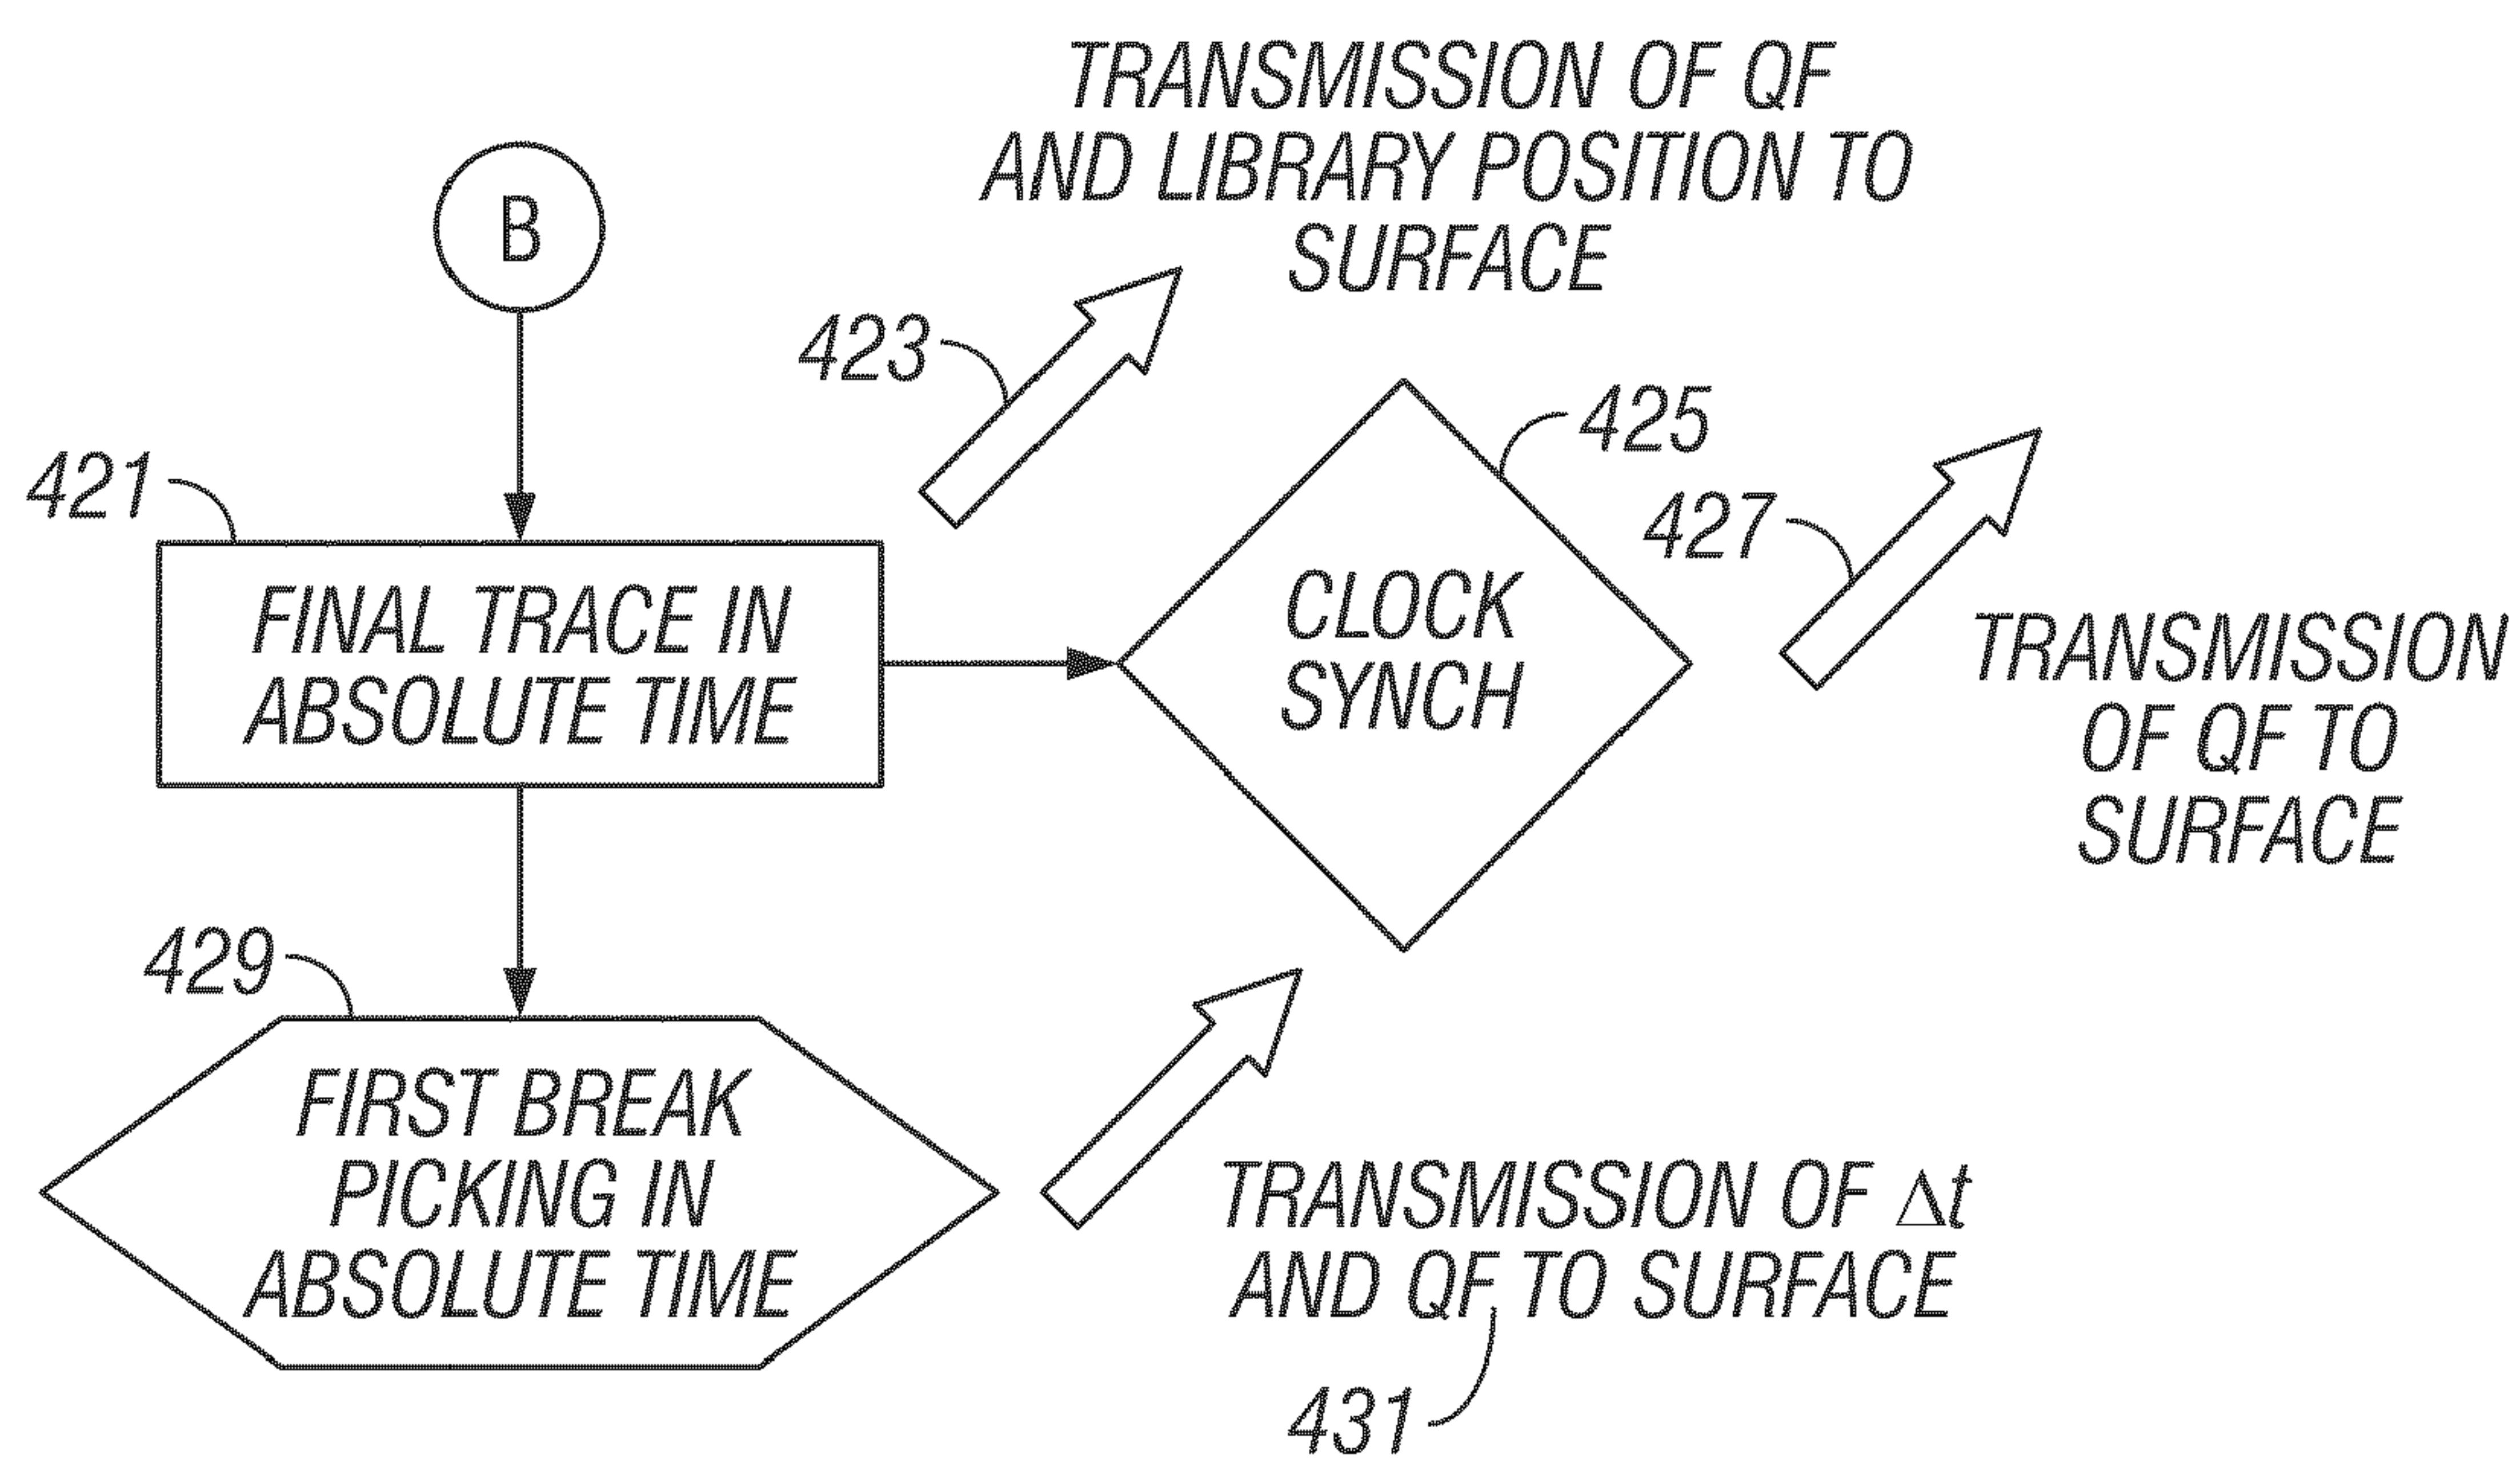 TRANSMISSION OF QF
AND LIBRARY POSITION TO
SURFACE
B
423
425
421
427
FINAL TRACE IN
ABSOLUTE TIME
CLOCK
SYNCH
TRANSMISSION
OF QF TO
SURFACE
429
FIRST BREAK
PICKING IN
ABSOLUTE TIME
TRANSMISSION OF Δt
AND QF TO SURFACE
431